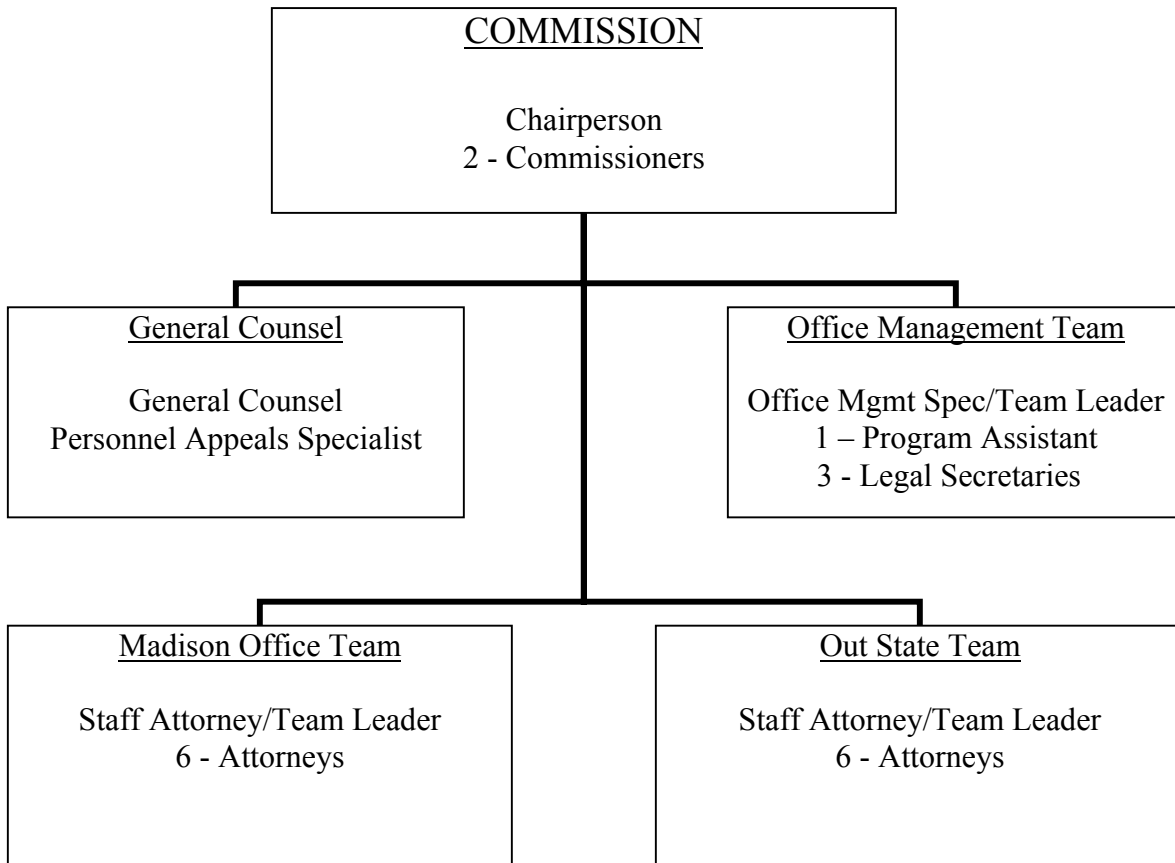 COMMISSION
Chairperson
2 - Commissioners
General Counsel
General Counsel
Personnel Appeals Specialist
Office Management Team
Office Mgmt Spec/Team Leader
1 – Program Assistant
3 - Legal Secretaries
Madison Office Team
Staff Attorney/Team Leader
6 - Attorneys
Out State Team
Staff Attorney/Team Leader
6 - Attorneys